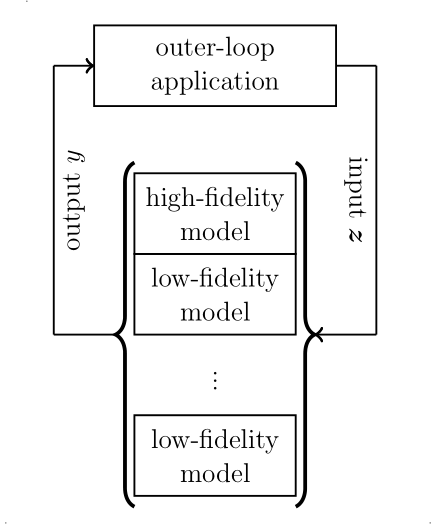 outer-loop
application
output y
input z
high-fidelity
model
low-fidelity
model
⋮
low-fidelity
model